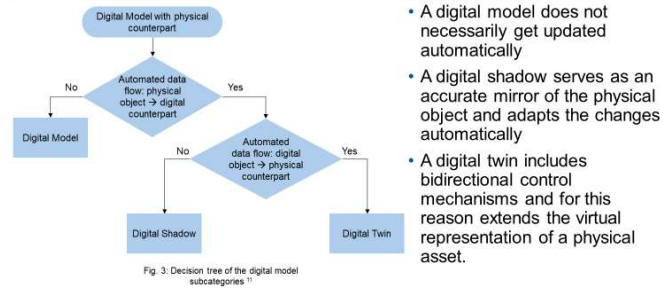 Digital Model with physical
counterpart
Automated data
flow: physical
object → digital
counterpart
No
Yes
Digital Model
Automated
data flow: digital
object → physical
counterpart
No
Yes
Digital Shadow
Digital Twin
Fig. 3: Decision tree of the digital model
subcategories 11
• A digital model does not
necessarily get updated
automatically
• A digital shadow serves as an
accurate mirror of the physical
object and adapts the changes
automatically
• A digital twin includes
bidirectional control
mechanisms and for this
reason extends the virtual
representation of a physical
asset.